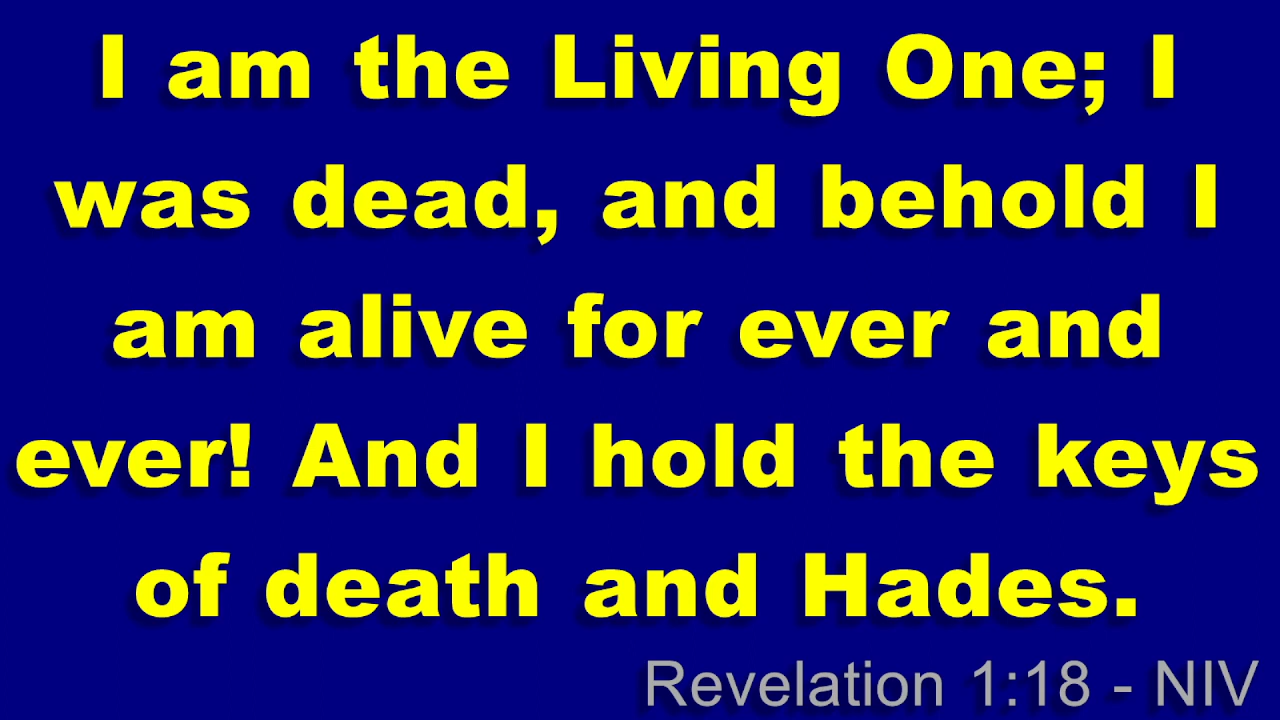 I am the Living One; I
was dead, and behold I
am alive for ever and
ever! And I hold the keys
of death and Hades.
Revelation 1:18 - NIV